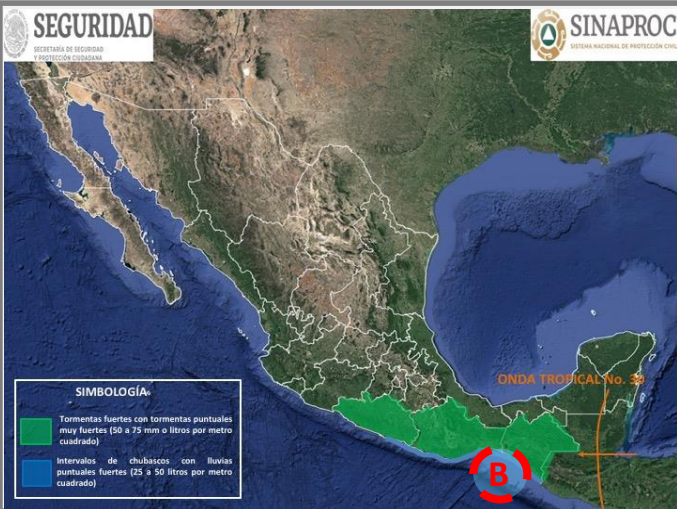 SEGURIDAD
SECRETARÍA DE SEGURIDAD
Y PROTECCIÓN CIUDADANA
SINAPROC
SISTEMA NACIONAL DE PROTECCIÓN CIVIL
ONDA TROPICAL No.
SIMBOLOGÍA
Tormentas fuertes con tormentas puntuales
muy fuertes (50 a 75 mm o litros por metro
cuadrado)
Intervalos de chubascos con lluvias
puntuales fuertes (25 a 50 litros por metro
cuadrado)
B